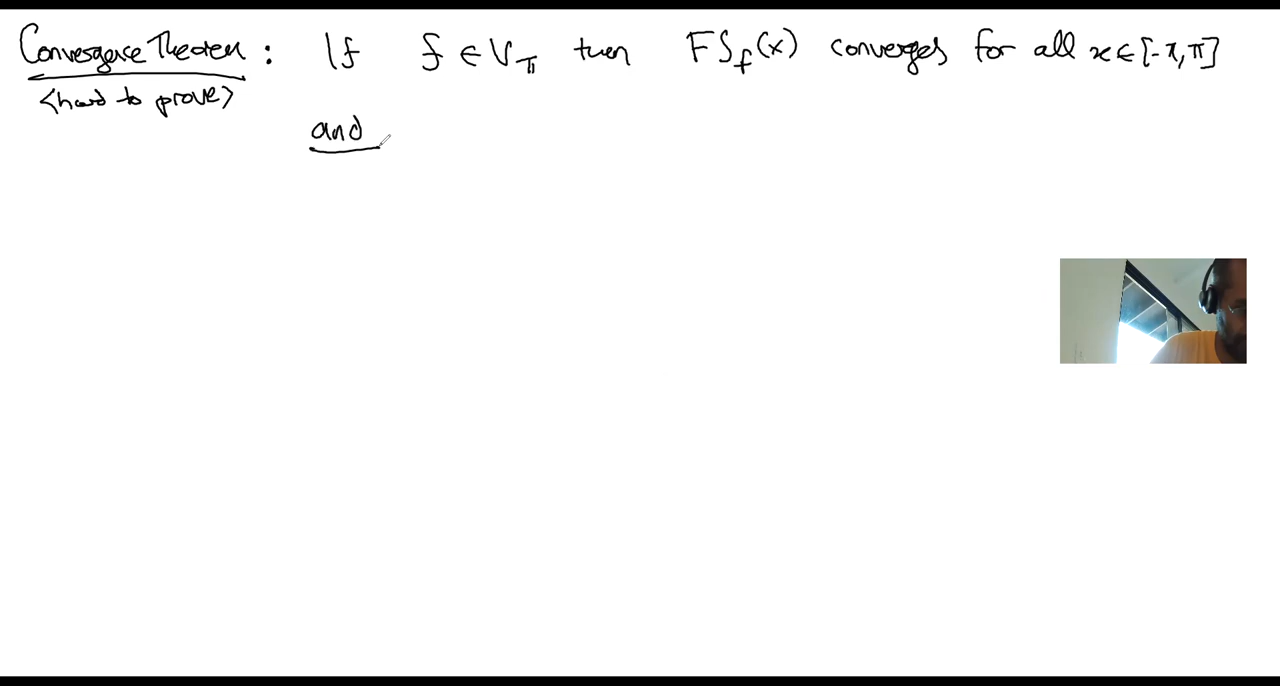 Convergence Theorem : If f ∈ V_π then FS_f(x) converges for all x ∈ [-π, π]
<hard to prove>
and